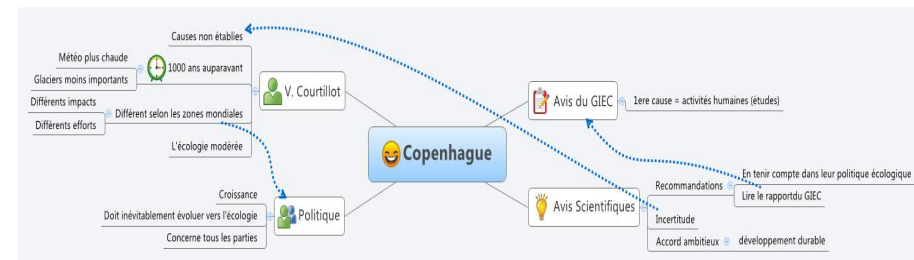 Causes non établies
Météo plus chaude
1000 ans auparavant
Glaciers moins importants
V. Courtillot
Différents impacts
Différent selon les zones mondiales
Différents efforts
L'écologie modérée
Avis du GIEC
1ere cause = activités humaines (études)
Copenhague
Croissance
Doit inévitablement évoluer vers l'écologie
Politique
Concerne tous les parties
Avis Scientifiques
Recommandations
En tenir compte dans leur politique écologique
Lire le rapportdu GIEC
Incertitude
Accord ambitieux
développement durable